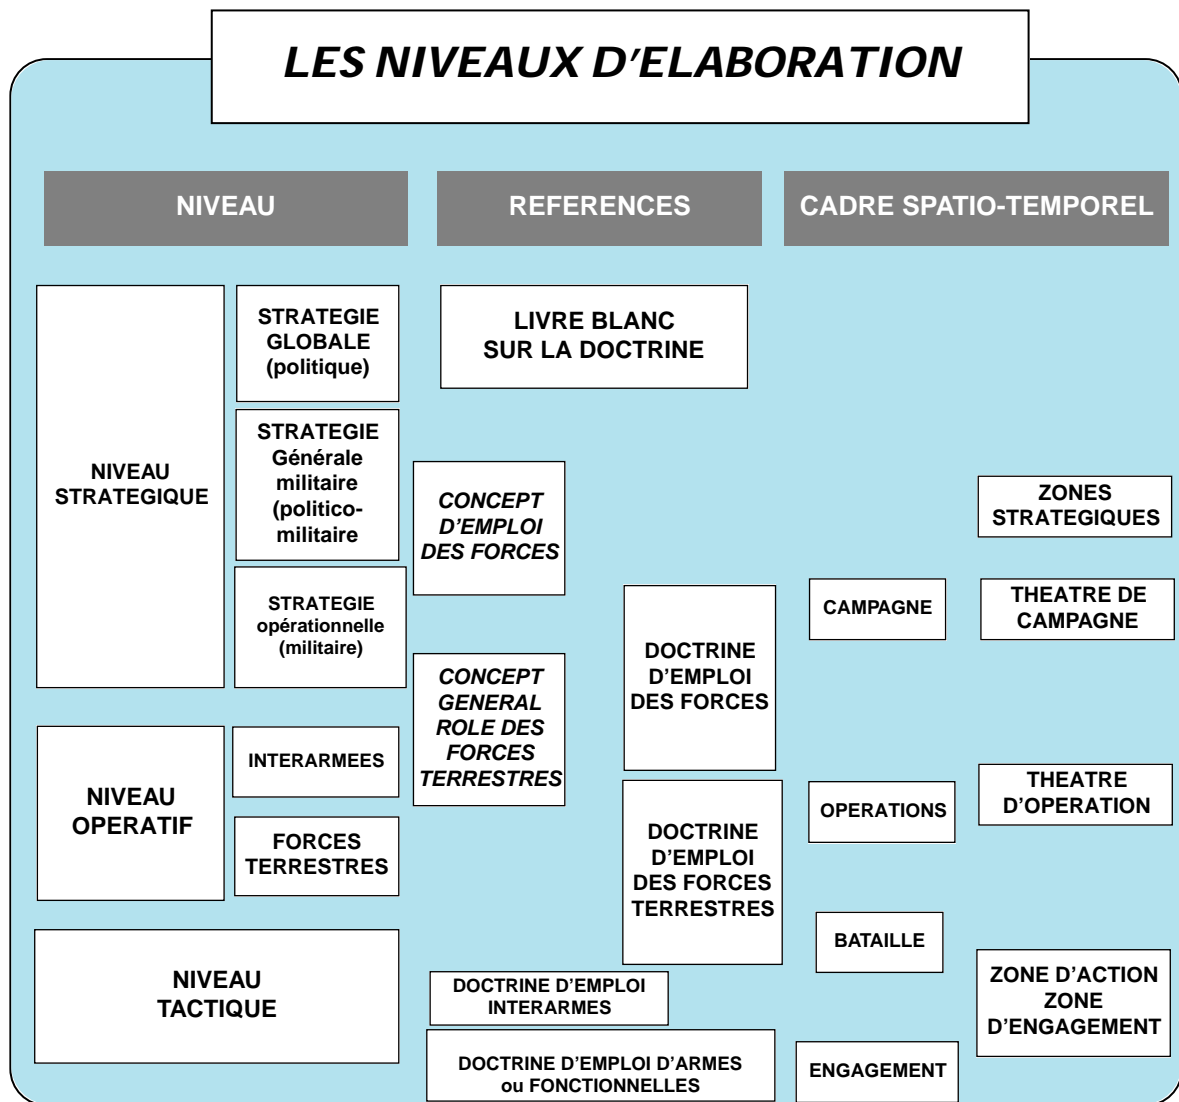 LES NIVEAUX D’ELABORATION
NIVEAU
REFERENCES
CADRE SPATIO-TEMPOREL
NIVEAU
STRATEGIQUE
STRATEGIE
GLOBALE
(politique)
STRATEGIE
Générale
militaire
(politico-
militaire
STRATEGIE
opérationnelle
(militaire)
LIVRE BLANC
SUR LA DOCTRINE
CONCEPT
D’EMPLOI
DES FORCES
ZONES
STRATEGIQUES
CAMPAGNE
THEATRE DE
CAMPAGNE
DOCTRINE
D’EMPLOI
DES FORCES
CONCEPT
GENERAL
ROLE DES
FORCES
TERRESTRES
NIVEAU
OPERATIF
INTERARMEES
FORCES
TERRESTRES
DOCTRINE
D’EMPLOI
DES FORCES
TERRESTRES
OPERATIONS
THEATRE
D’OPERATION
NIVEAU
TACTIQUE
DOCTRINE D’EMPLOI
INTERARMES
DOCTRINE D’EMPLOI D’ARMES
ou FONCTIONNELLES
BATAILLE
ENGAGEMENT
ZONE D’ACTION
ZONE
D’ENGAGEMENT